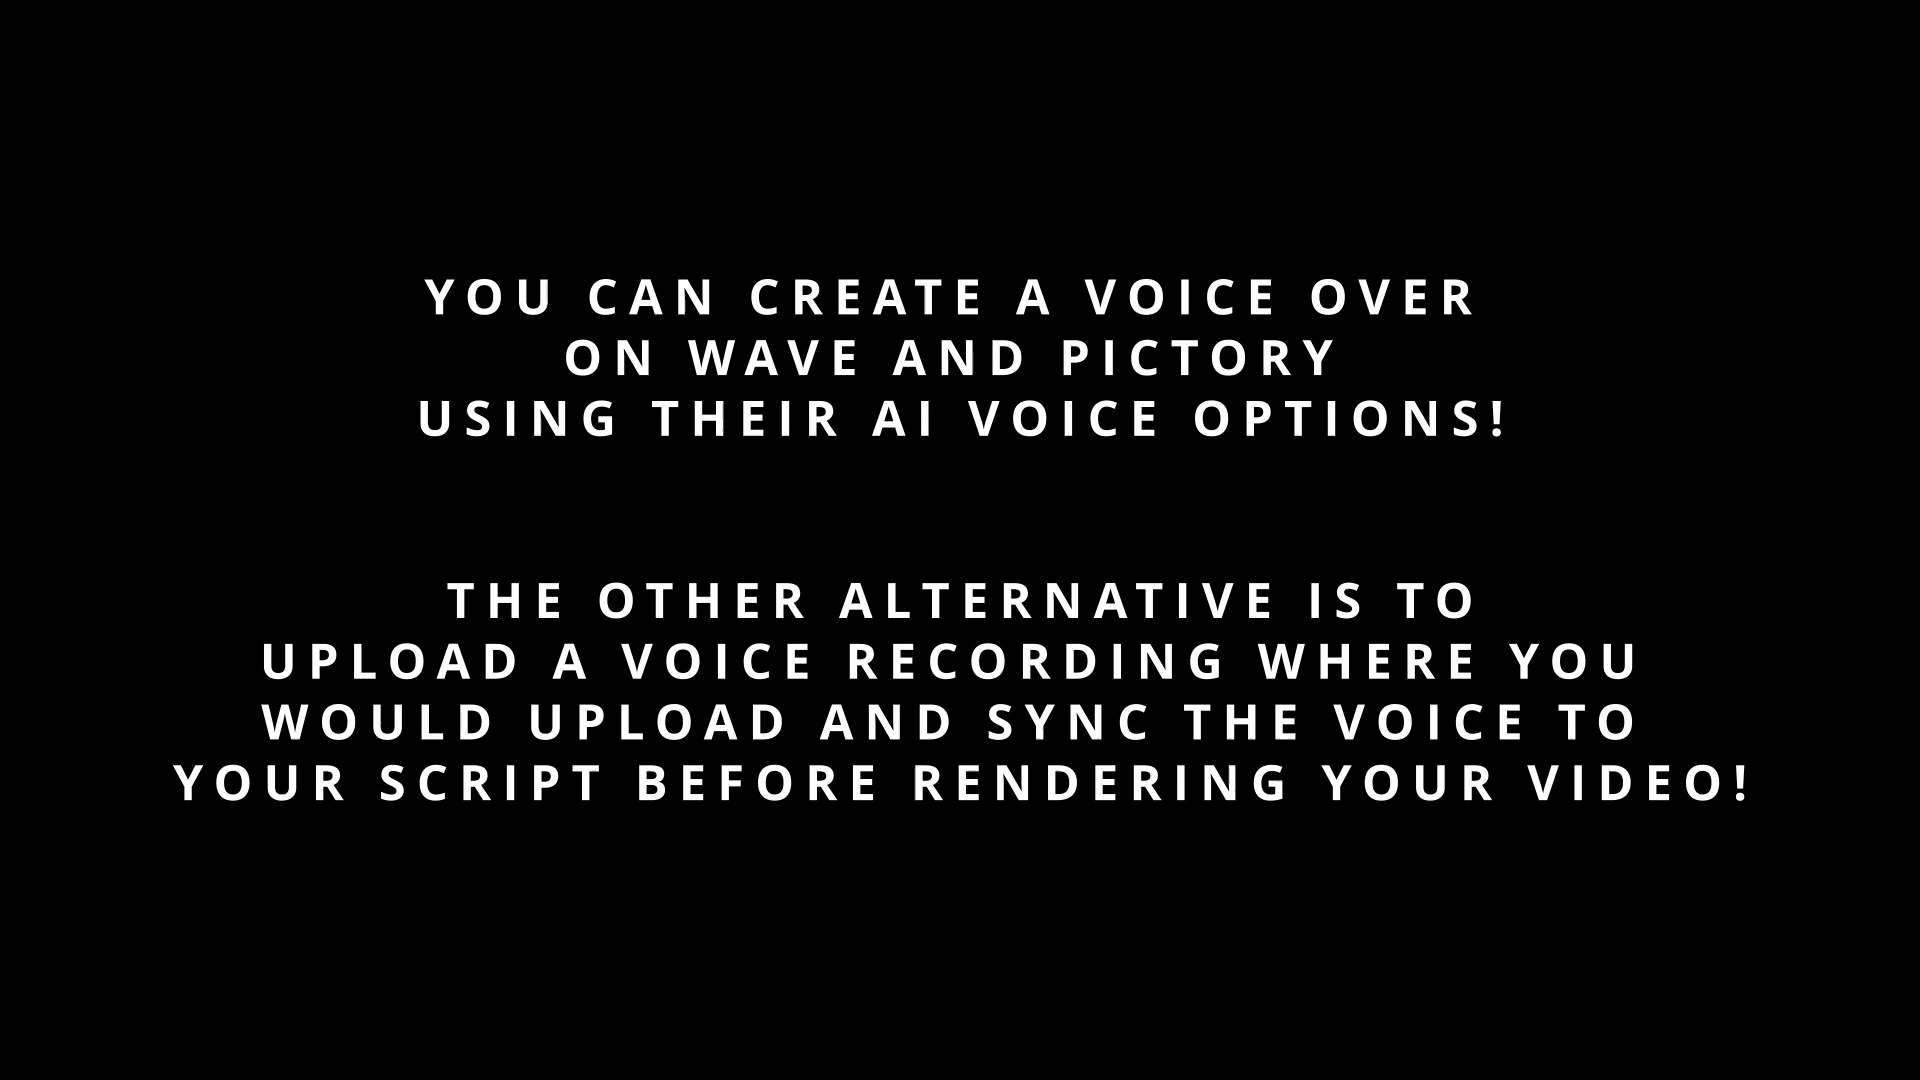 YOU CAN CREATE A VOICE OVER
ON WAVE AND PICTORY
USING THEIR AI VOICE OPTIONS!
THE OTHER ALTERNATIVE IS TO
UPLOAD A VOICE RECORDING WHERE YOU
WOULD UPLOAD AND SYNC THE VOICE TO
YOUR SCRIPT BEFORE RENDERING YOUR VIDEO!